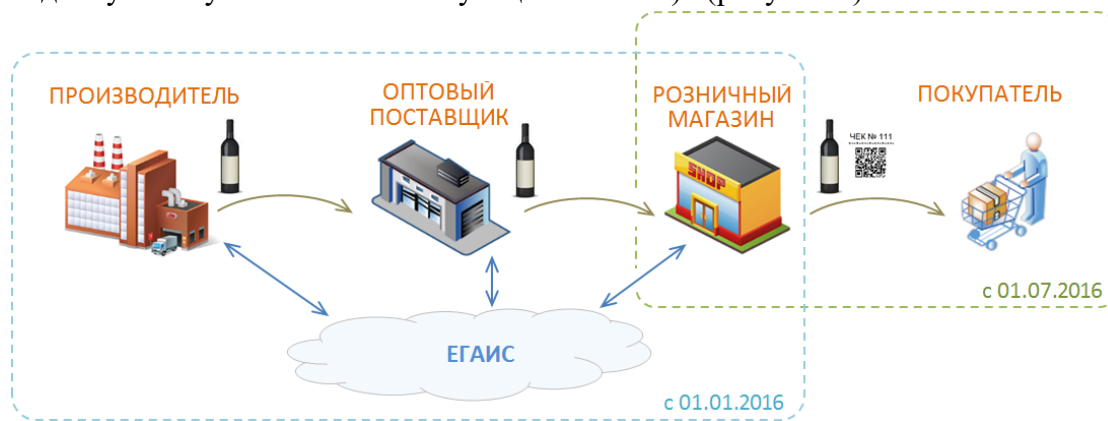 ПРОИЗВОДИТЕЛЬ
ОПТОВЫЙ
ПОСТАВЩИК
РОЗНИЧНЫЙ
МАГАЗИН
ПОКУПАТЕЛЬ
ЧЕК № 111
SHOP
с 01.07.2016
ЕГАИС
с 01.01.2016